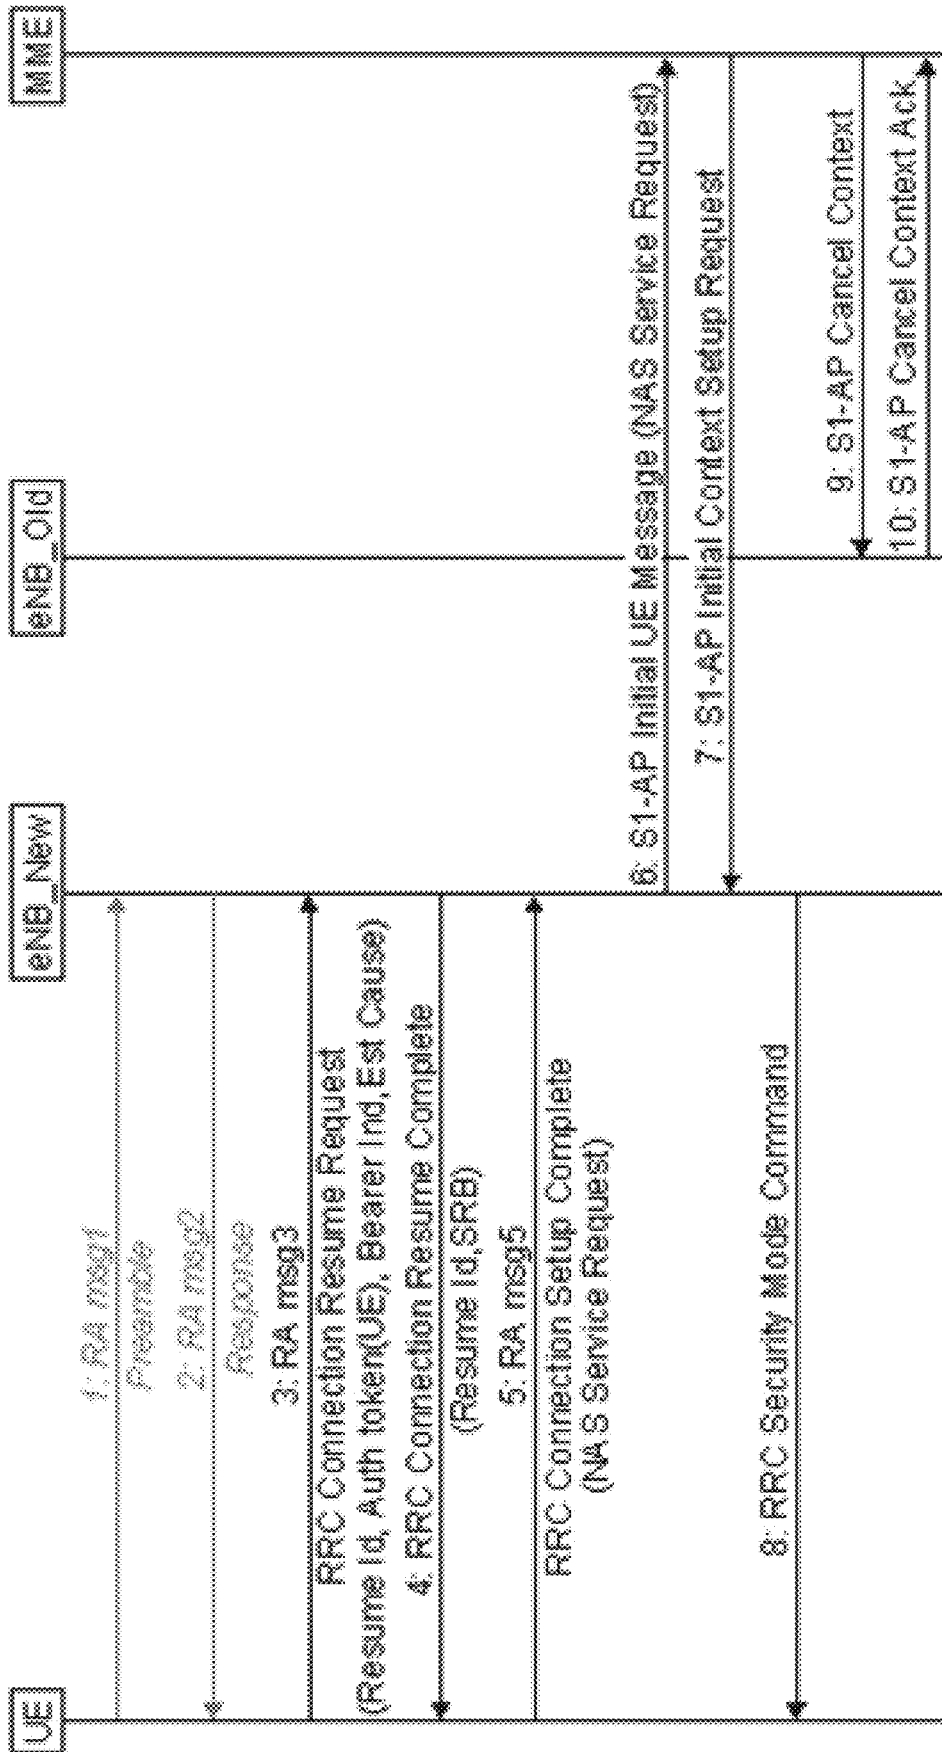 UE
eNB_New
eNB_Old
MME
1: RA msg1
Preamble
2: RA msg2
Response
3: RA msg3
RRC Connection Resume Request
(Resume Id, Auth token(UE), Bearer Ind,Est Cause)
4: RRC Connection Resume Complete
(Resume Id,SRB)
5: RA msg5
RRC Connection Setup Complete
(NAS Service Request)
6: S1-AP Initial UE Message (NAS Service Request)
7: S1-AP Initial Context Setup Request
8: RRC Security Mode Command
9: S1-AP Cancel Context
10: S1-AP Cancel Context Ack